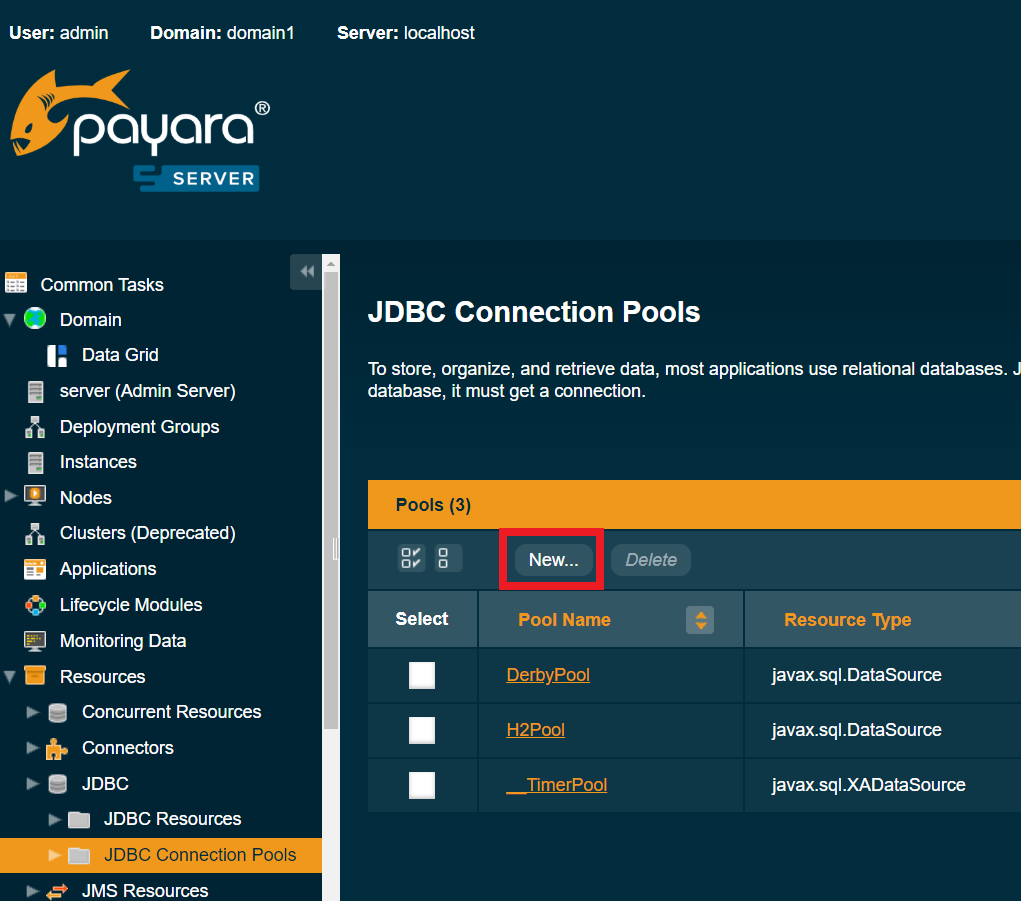 User: admin Domain: domain1 Server: localhost
payara®
SERVER
Common Tasks
Domain
Data Grid
server (Admin Server)
Deployment Groups
Instances
Nodes
Clusters (Deprecated)
Applications
Lifecycle Modules
Monitoring Data
Resources
Concurrent Resources
Connectors
JDBC
JDBC Resources
JDBC Connection Pools
JMS Resources
JDBC Connection Pools
To store, organize, and retrieve data, most applications use relational databases. J
database, it must get a connection.
Pools (3)
New... Delete
Select Pool Name Resource Type
DerbyPool javax.sql.DataSource
H2Pool javax.sql.DataSource
__TimerPool javax.sql.XADataSource